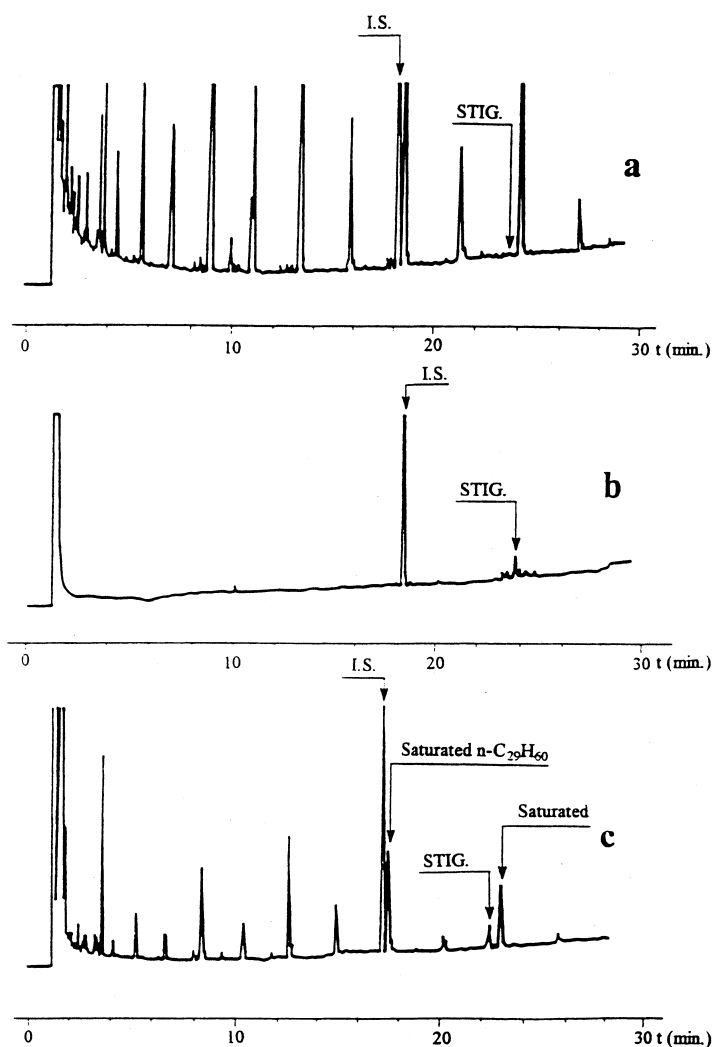 I.S.
STIG.
a
0 10 20 30 t (min.)
I.S.
STIG.
b
0 10 20 30 t (min.)
I.S.
Saturated n-C₂₉H₆₀
Saturated
STIG.
c
0 10 20 30 t (min.)